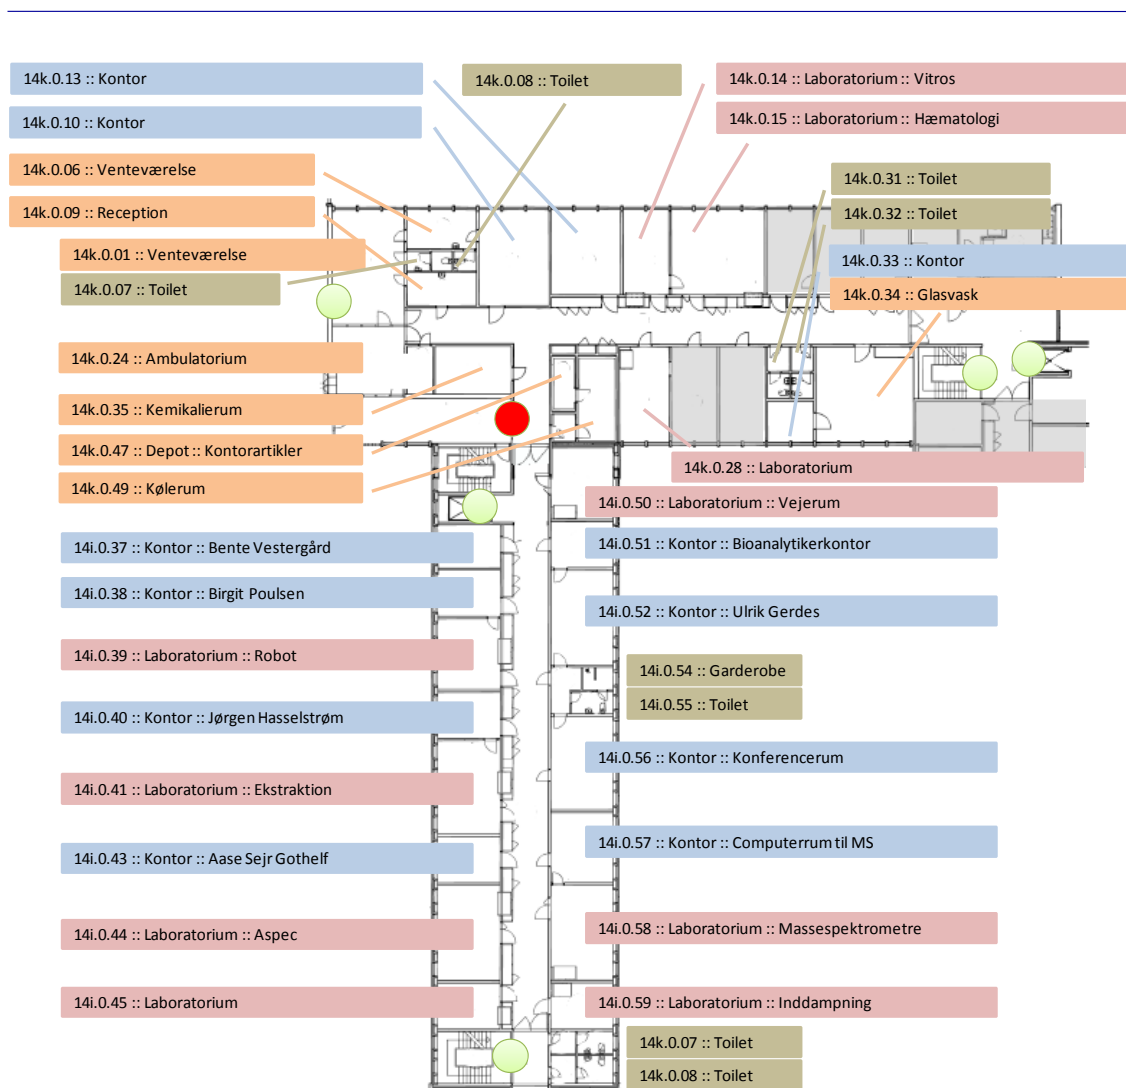 14k.0.13 :: Kontor
14k.0.08 :: Toilet
14k.0.14 :: Laboratorium :: Vitros
14k.0.10 :: Kontor
14k.0.15 :: Laboratorium :: Hæmatologi
14k.0.06 :: Venteværelse
14k.0.31 :: Toilet
14k.0.09 :: Reception
14k.0.32 :: Toilet
14k.0.01 :: Venteværelse
14k.0.33 :: Kontor
14k.0.07 :: Toilet
14k.0.34 :: Glasvask
14k.0.24 :: Ambulatorium
14k.0.35 :: Kemikalierum
14k.0.47 :: Depot :: Kontorartikler
14k.0.49 :: Kølerum
14k.0.28 :: Laboratorium
14i.0.50 :: Laboratorium :: Vejerum
14i.0.37 :: Kontor :: Bente Vestergård
14i.0.51 :: Kontor :: Bioanalytikerkontor
14i.0.38 :: Kontor :: Birgit Poulsen
14i.0.52 :: Kontor :: Ulrik Gerdes
14i.0.39 :: Laboratorium :: Robot
14i.0.54 :: Garderobe
14i.0.55 :: Toilet
14i.0.40 :: Kontor :: Jørgen Hasselstrøm
14i.0.56 :: Kontor :: Konferencerum
14i.0.41 :: Laboratorium :: Ekstraktion
14i.0.57 :: Kontor :: Computerrum til MS
14i.0.43 :: Kontor :: Aase Sejr Gothelf
14i.0.44 :: Laboratorium :: Aspec
14i.0.58 :: Laboratorium :: Massespektrometre
14i.0.45 :: Laboratorium
14i.0.59 :: Laboratorium :: Inddampning
14k.0.07 :: Toilet
14k.0.08 :: Toilet